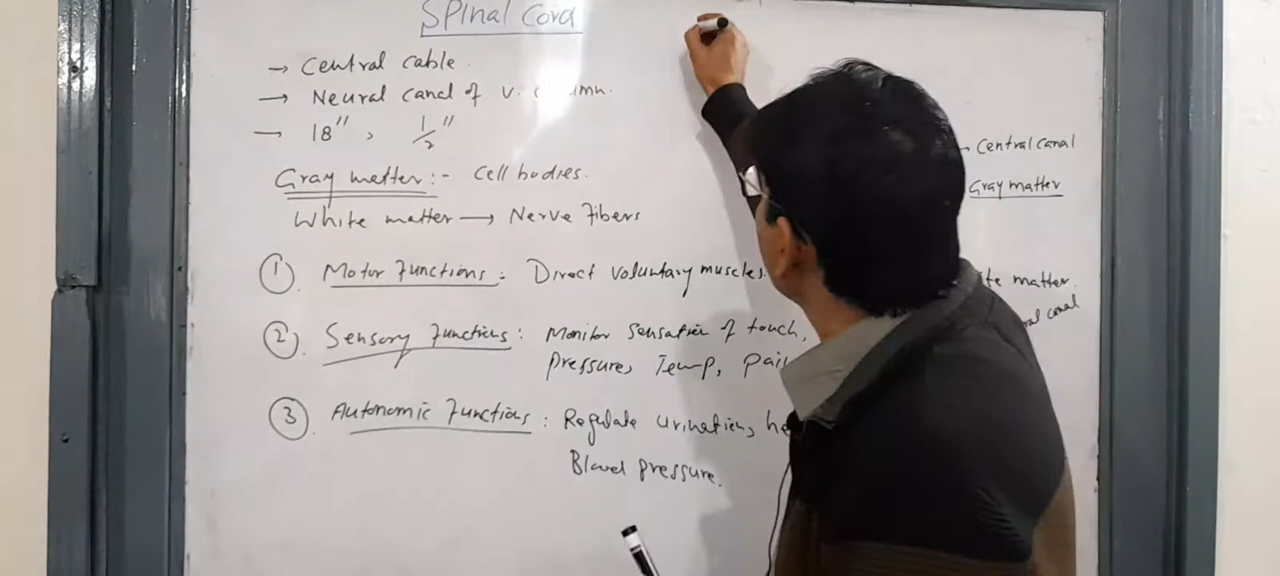 Spinal Cord
→ Central cable.
→ Neural canal of v.
→ 18", 1/2"
Gray matter:- Cell bodies.
White matter → Nerve Fibers
① Motor Functions: Direct voluntary muscles.
② Sensory Functions: Monitor Sensation of touch,
Pressure, Temp,
③ Autonomic Functions: Regulate urination,
Blood pressure.
Central canal
Gray matter
matter.
canal